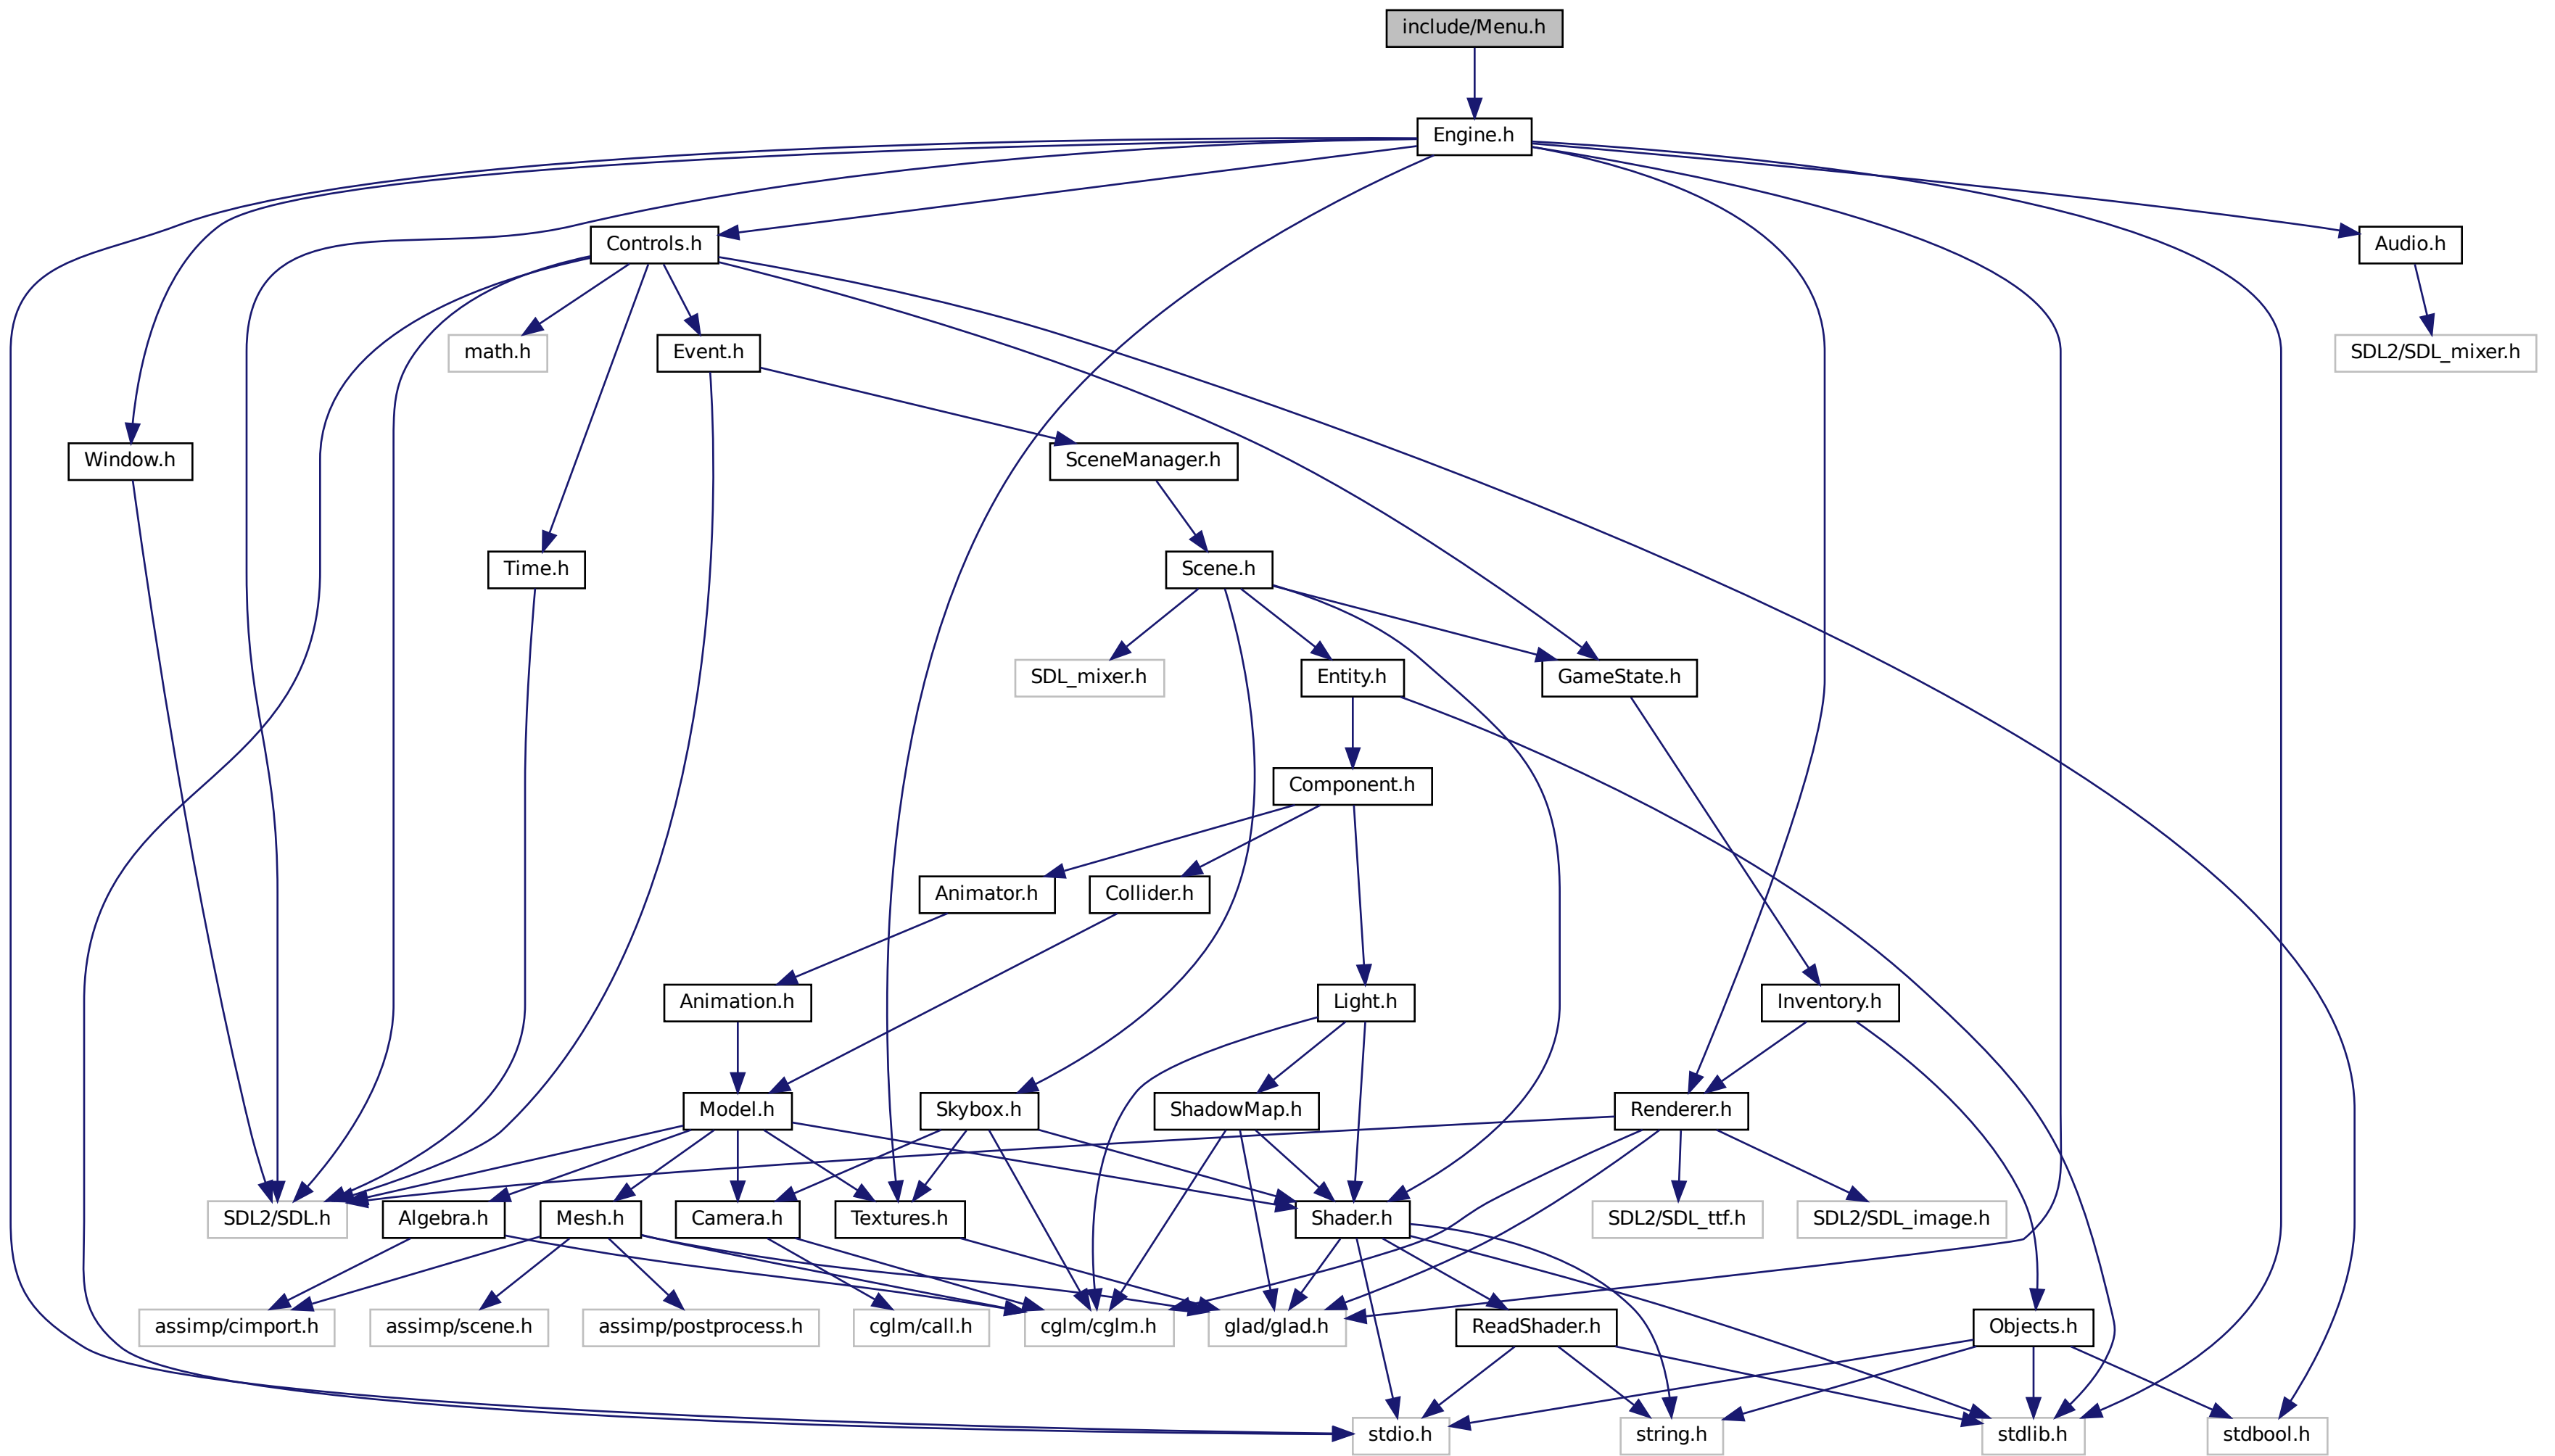 include/Menu.h
Engine.h
Controls.h
Audio.h
math.h
Event.h
SDL2/SDL_mixer.h
Window.h
SceneManager.h
Time.h
Scene.h
SDL_mixer.h
Entity.h
GameState.h
Component.h
Animator.h
Collider.h
Animation.h
Light.h
Inventory.h
Model.h
Skybox.h
ShadowMap.h
Renderer.h
SDL2/SDL.h
Algebra.h
Mesh.h
Camera.h
Textures.h
Shader.h
SDL2/SDL_ttf.h
SDL2/SDL_image.h
assimp/cimport.h
assimp/scene.h
assimp/postprocess.h
cglm/call.h
cglm/cglm.h
glad/glad.h
ReadShader.h
Objects.h
stdio.h
string.h
stdlib.h
stdbool.h